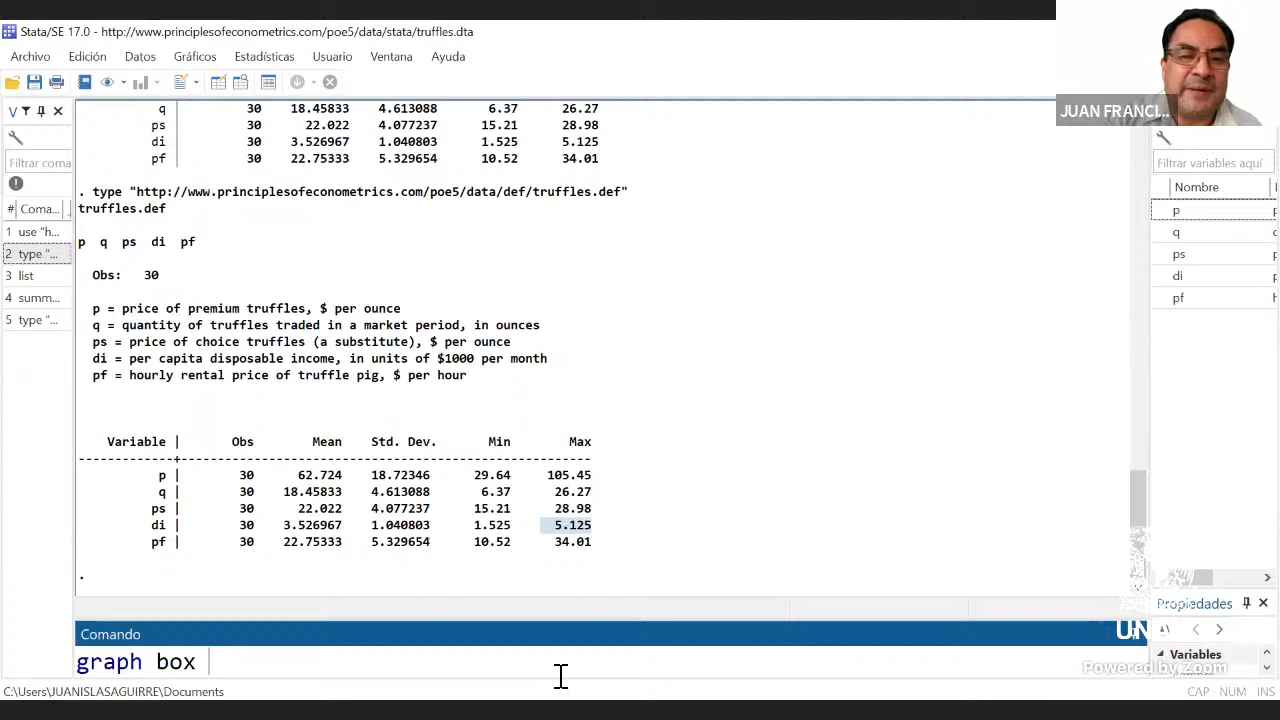 Stata/SE 17.0 - http://www.principlesofeconometrics.com/poe5/data/stata/truffles.dta
Archivo Edición Datos Gráficos Estadísticas Usuario Ventana Ayuda
JUAN FRANCI...
Filtrar coma
# Coma...
1 use "h...
2 type "...
3 list
4 summ...
5 type "...
q | 30 18.45833 4.613088 6.37 26.27
ps | 30 22.022 4.077237 15.21 28.98
di | 30 3.526967 1.040803 1.525 5.125
pf | 30 22.75333 5.329654 10.52 34.01
. type "http://www.principlesofeconometrics.com/poe5/data/def/truffles.def"
truffles.def
p q ps di pf
Obs: 30
p = price of premium truffles, $ per ounce
q = quantity of truffles traded in a market period, in ounces
ps = price of choice truffles (a substitute), $ per ounce
di = per capita disposable income, in units of $1000 per month
pf = hourly rental price of truffle pig, $ per hour
Variable | Obs Mean Std. Dev. Min Max
-------------+--------------------------------------------------------
p | 30 62.724 18.72346 29.64 105.45
q | 30 18.45833 4.613088 6.37 26.27
ps | 30 22.022 4.077237 15.21 28.98
di | 30 3.526967 1.040803 1.525 5.125
pf | 30 22.75333 5.329654 10.52 34.01
.
Filtrar variables aquí
Nombre
p
q
ps
di
pf
Propiedades
Variables
Powered by Zoom
Comando
graph box
C:\Users\JUANISLASAGUIRRE\Documents
CAP NUM INS